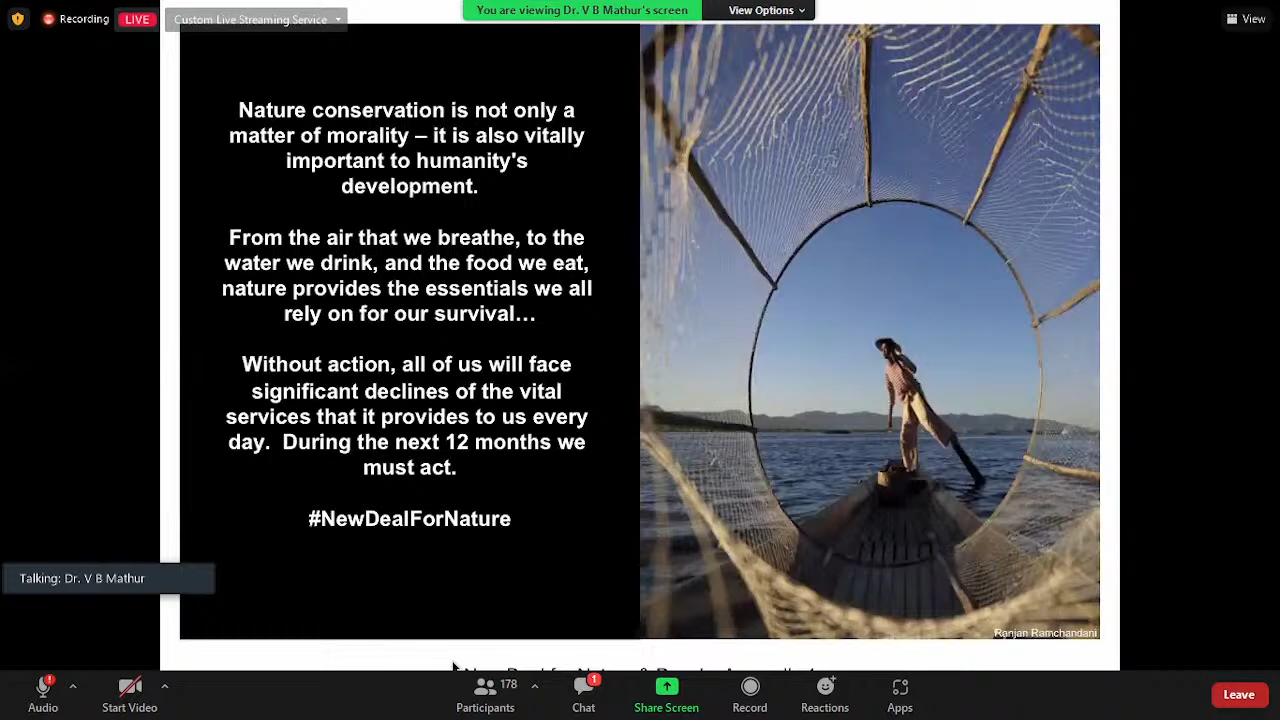 Recording
LIVE
Custom Live Streaming Service
You are viewing Dr. V B Mathur's screen
View Options
View
Nature conservation is not only a
matter of morality – it is also vitally
important to humanity's
development.
From the air that we breathe, to the
water we drink, and the food we eat,
nature provides the essentials we all
rely on for our survival…
Without action, all of us will face
significant declines of the vital
services that it provides to us every
day.  During the next 12 months we
must act.
#NewDealForNature
Ranjan Ramchandani
Talking: Dr. V B Mathur
Audio
Start Video
178
Participants
1
Chat
Share Screen
Record
Reactions
Apps
Leave